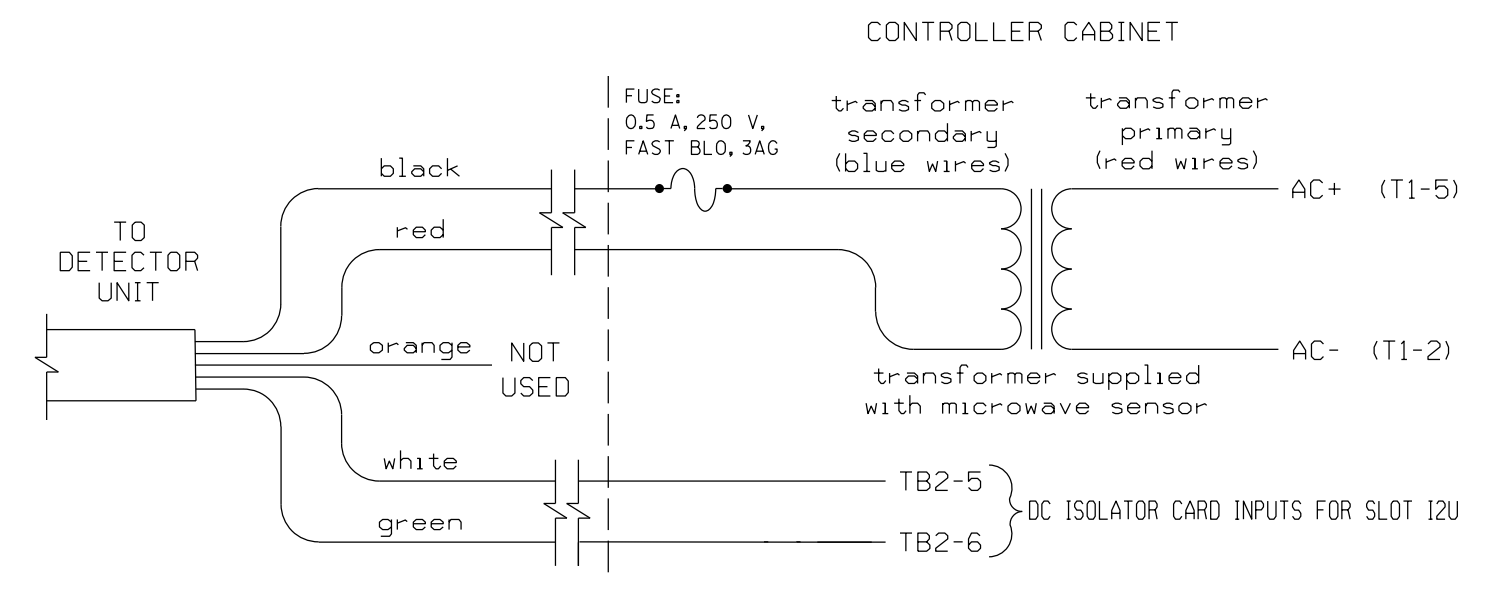 CONTROLLER CABINET
FUSE:
0.5 A, 250 V,
FAST BLO, 3AG
transformer
secondary
(blue wires)
transformer
primary
(red wires)
black
AC+ (T1-5)
red
TO
DETECTOR
UNIT
orange
NOT
USED
AC- (T1-2)
transformer supplied
with microwave sensor
white
TB2-5
DC ISOLATOR CARD INPUTS FOR SLOT I2U
green
TB2-6